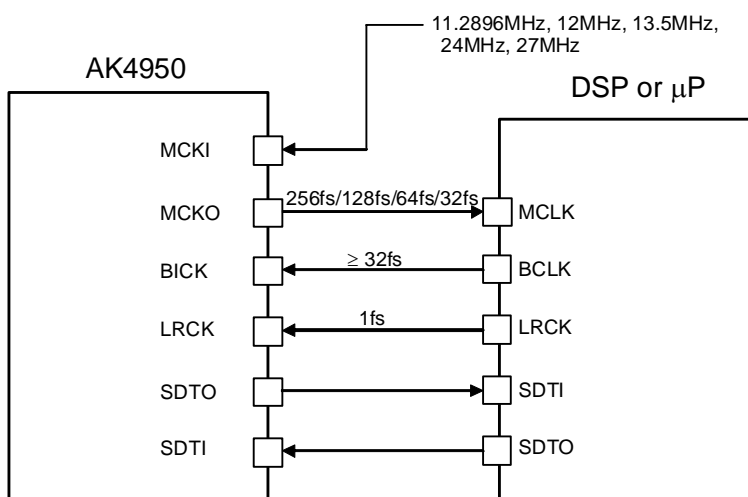 11.2896MHz, 12MHz, 13.5MHz,
24MHz, 27MHz
AK4950
DSP or μP
MCKI
MCKO
256fs/128fs/64fs/32fs
MCLK
BICK
≥ 32fs
BCLK
LRCK
1fs
LRCK
SDTO
SDTI
SDTI
SDTO